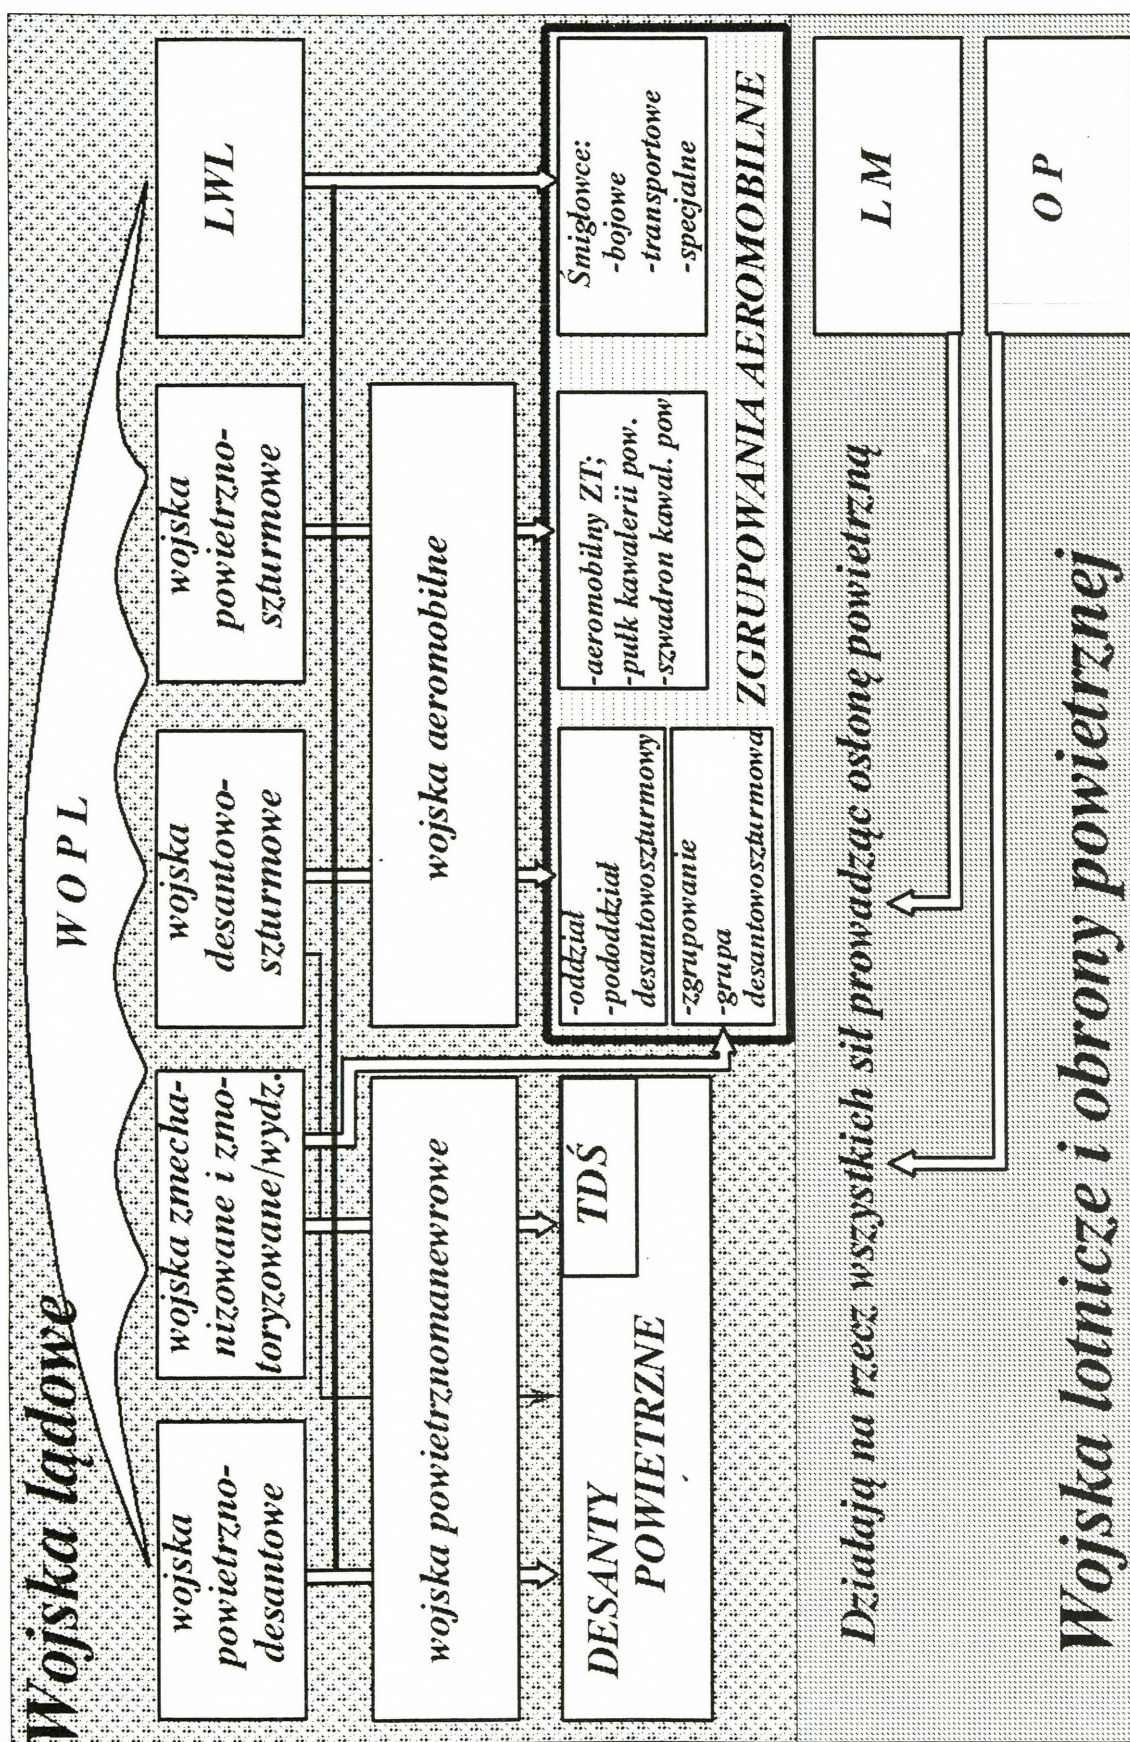 Wojska lądowe
W O P L
wojska
powietrzno-
desantowe
wojska zmecha-
nizowane i zmo-
toryzowane/wydz.
wojska
desantowo-
szturmowe
wojska
powietrzno-
szturmowe
LWL
wojska powietrznomanewrowe
wojska aeromobilne
DESANTY
POWIETRZNE
TDŚ
-oddział
-pododdział
desantowoszturmowy
-zgrupowanie
-grupa
desantowoszturmowa
-aeromobilny ZT;
-pułk kawalerii pow.
-szwadron kawal. pow
Śmigłowce:
-bojowe
-transportowe
-specjalne
ZGRUPOWANIA AEROMOBILNE
Działają na rzecz wszystkich sił prowadząc osłonę powietrzną
L M
O P
Wojska lotnicze i obrony powietrznej